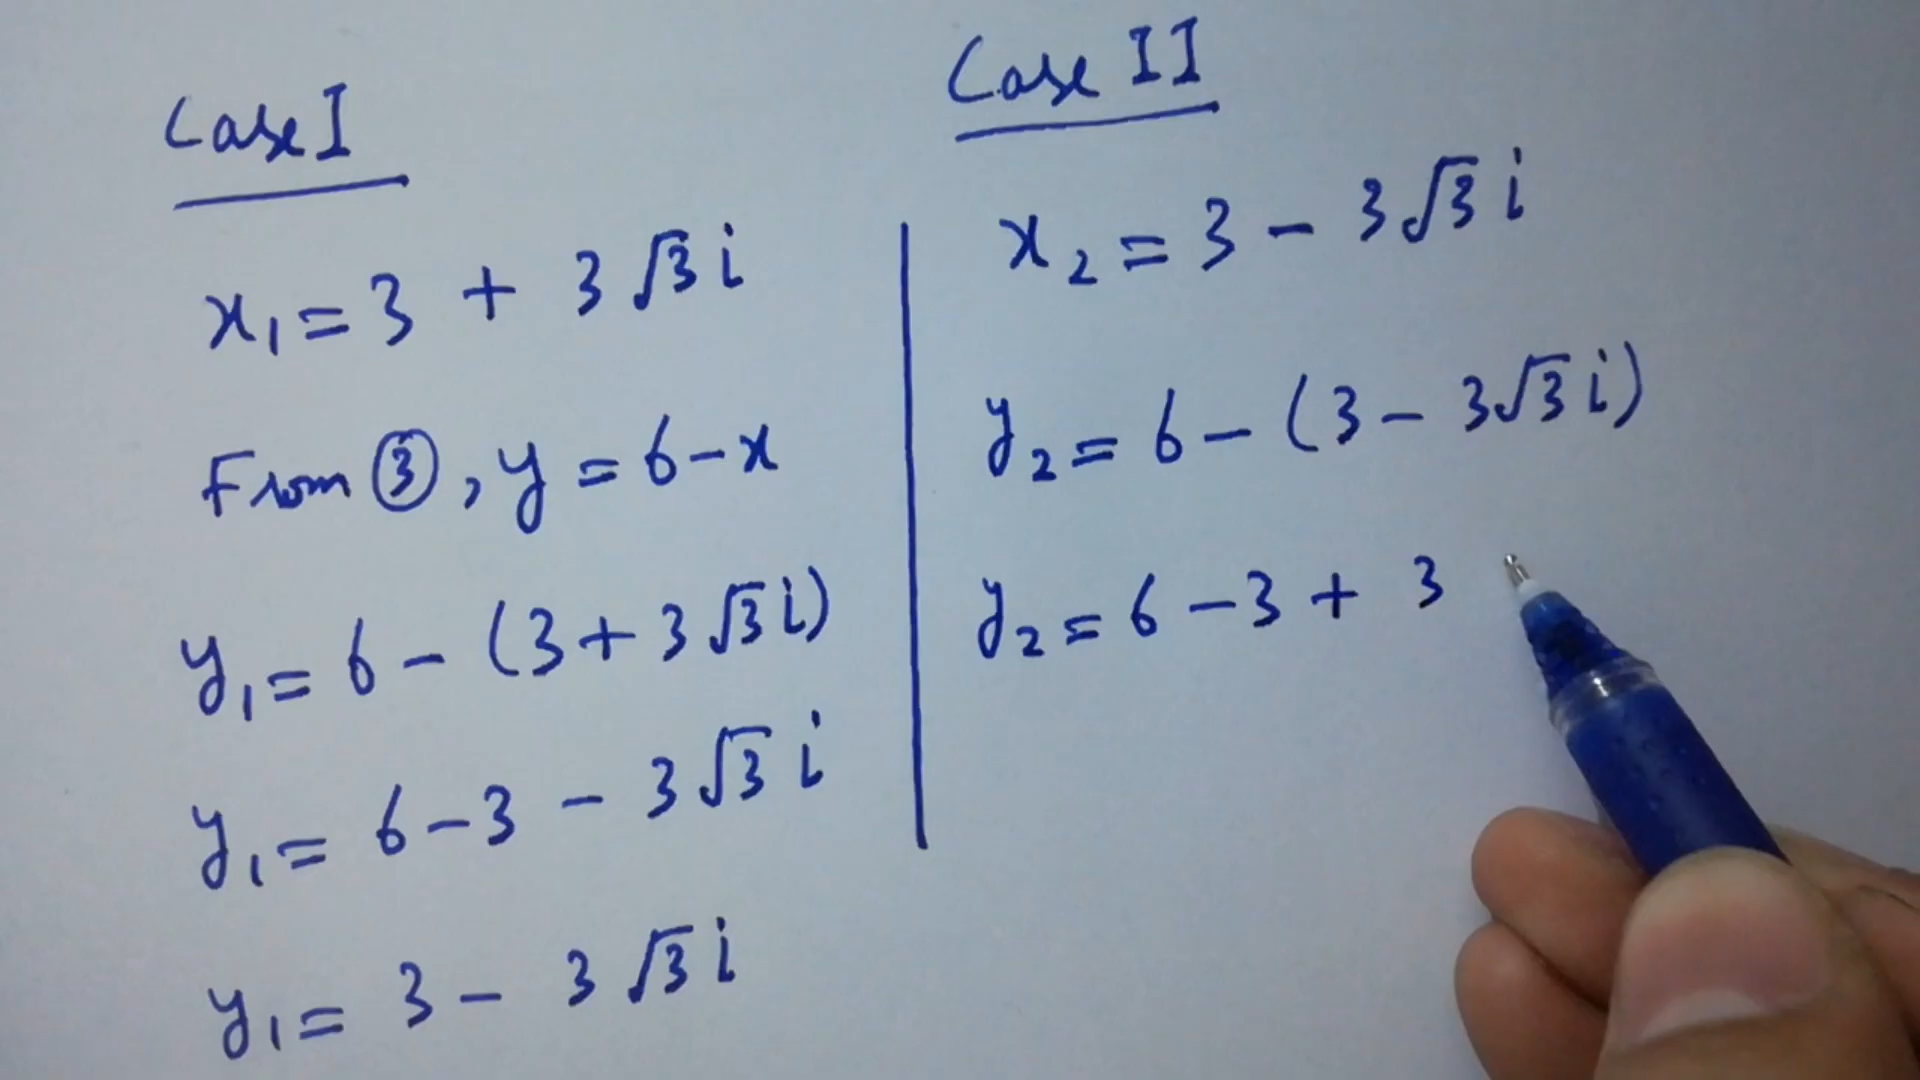 Case I
x₁ = 3 + 3√3 i
From ③, y = 6 - x
y₁ = 6 - (3 + 3√3 i)
y₁ = 6 - 3 - 3√3 i
y₁ = 3 - 3√3 i
Case II
x₂ = 3 - 3√3 i
y₂ = 6 - (3 - 3√3 i)
y₂ = 6 - 3 + 3